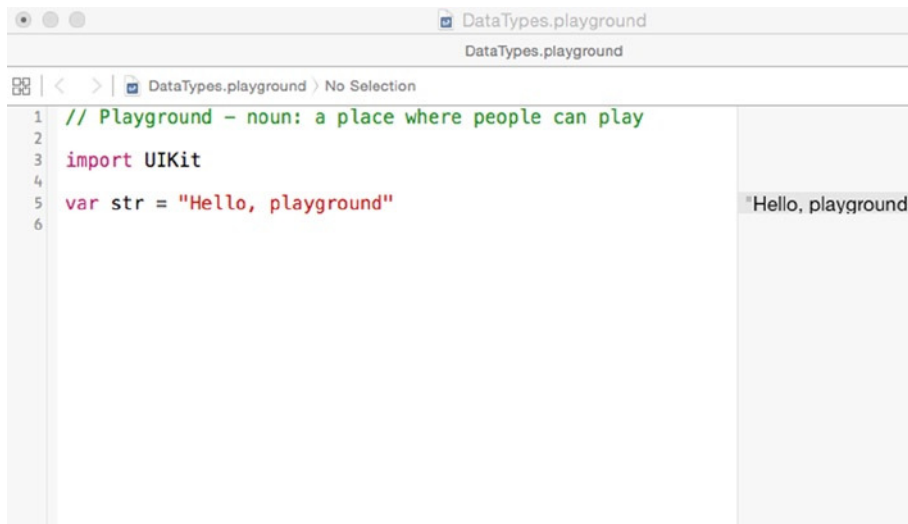 DataTypes.playground
DataTypes.playground
DataTypes.playground 〉 No Selection
1 // Playground – noun: a place where people can play
2
3 import UIKit
4
5 var str = "Hello, playground"
6
"Hello, playground